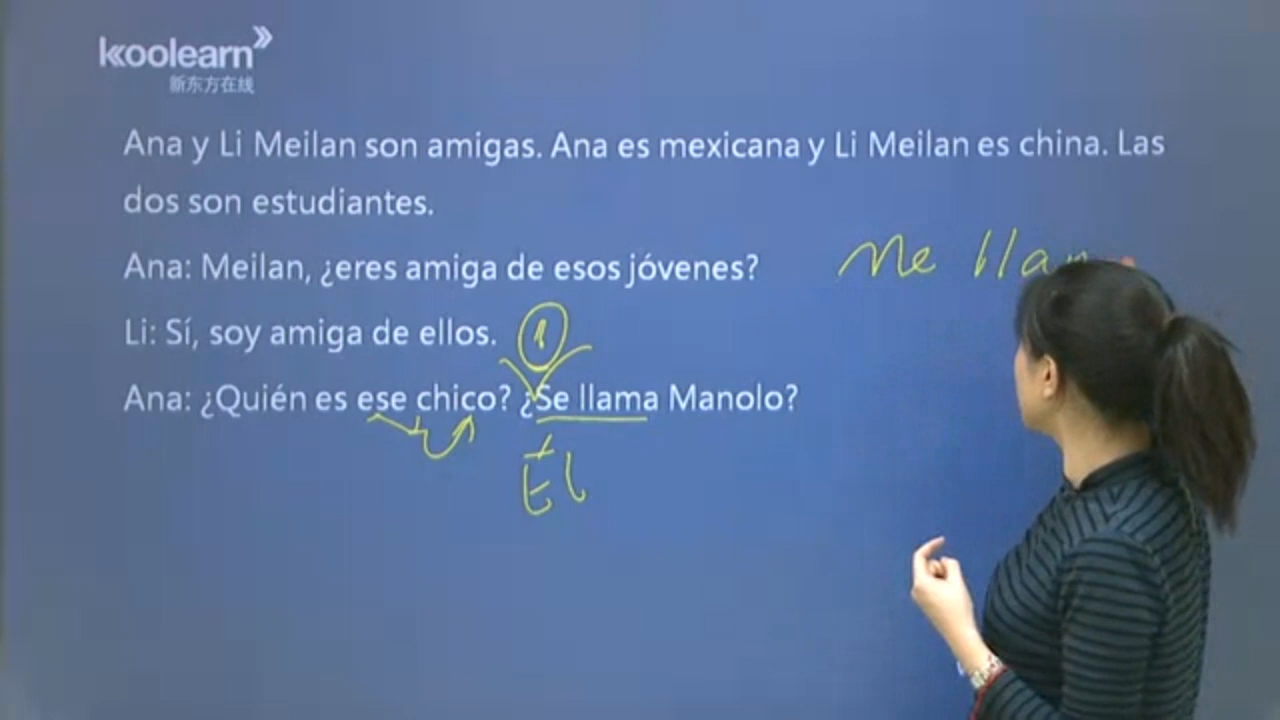 koolearn
新东方在线
Ana y Li Meilan son amigas. Ana es mexicana y Li Meilan es china. Las
dos son estudiantes.
Ana: Meilan, ¿eres amiga de esos jóvenes?
Me llam
Li: Sí, soy amiga de ellos.
1
Ana: ¿Quién es ese chico? ¿Se llama Manolo?
Él